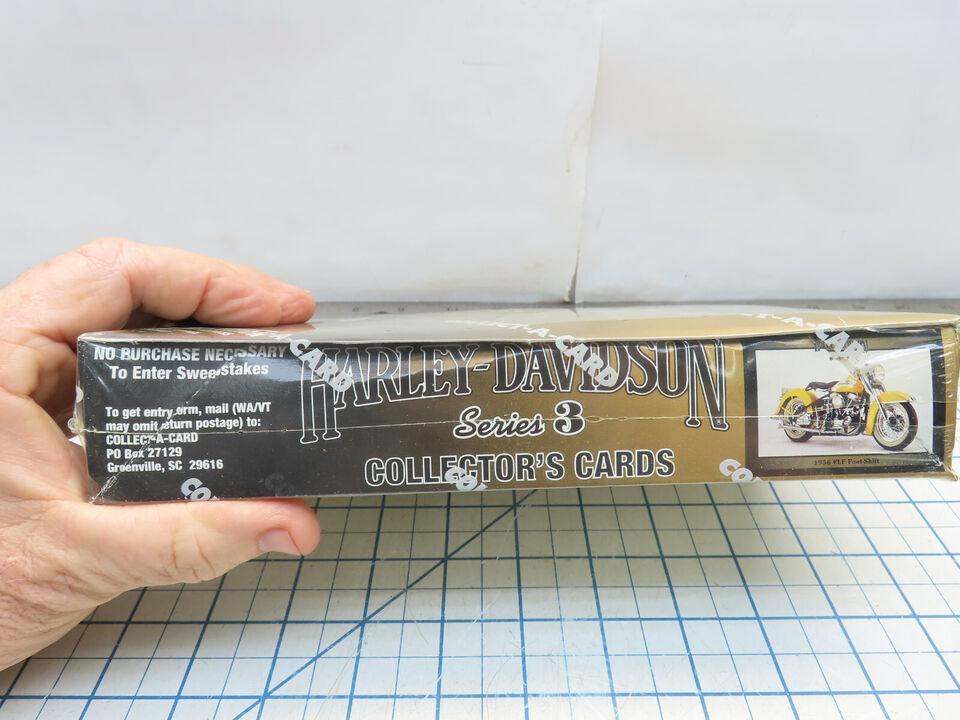 NO PURCHASE NECESSARY
To Enter Sweepstakes
To get entry form, mail (WA/VT
may omit return postage) to:
COLLECT-A-CARD
PO Box 27129
Greenville, SC 29616
HARLEY-DAVIDSON
Series 3
COLLECTOR'S CARDS
1956 FLF Foot-Shift